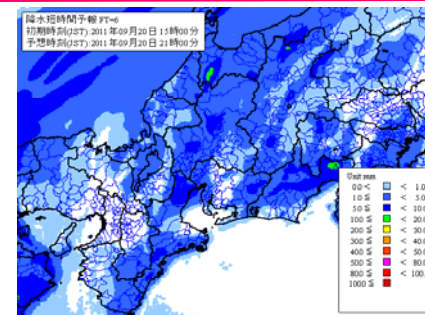 降水短時間予報 FT=6
初期時刻(JST):2011年09月20日15時00分
予想時刻(JST):2011年09月20日21時00分
Unit:mm
0.0 < < 1.0
1.0 ≦ < 5.0
5.0 ≦ < 10.0
10.0 ≦ < 20.0
20.0 ≦ < 30.0
30.0 ≦ < 40.0
40.0 ≦ < 50.0
50.0 ≦ < 80.0
80.0 ≦ < 100.
100.0 ≦